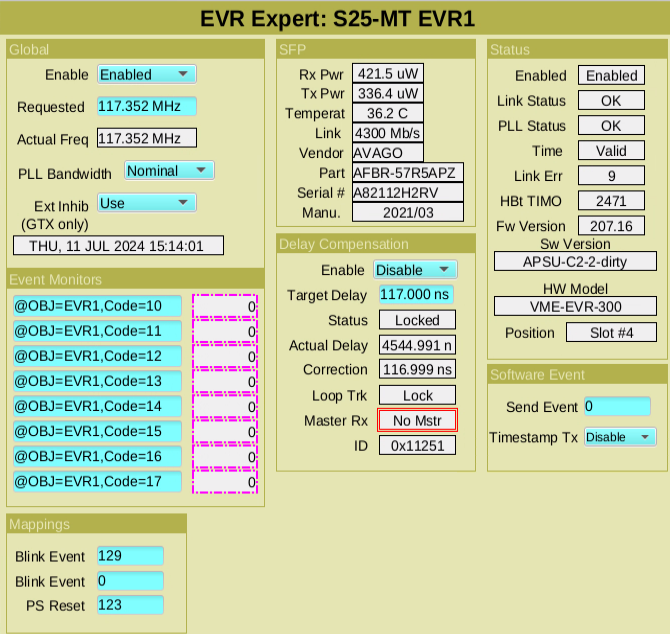 EVR Expert: S25-MT EVR1
Global
Enable Enabled
Requested 117.352 MHz
Actual Freq 117.352 MHz
PLL Bandwidth Nominal
Ext Inhib Use
(GTX only)
THU, 11 JUL 2024 15:14:01
Event Monitors
@OBJ=EVR1,Code=10 0
@OBJ=EVR1,Code=11 0
@OBJ=EVR1,Code=12 0
@OBJ=EVR1,Code=13 0
@OBJ=EVR1,Code=14 0
@OBJ=EVR1,Code=15 0
@OBJ=EVR1,Code=16 0
@OBJ=EVR1,Code=17 0
Mappings
Blink Event 129
Blink Event 0
PS Reset 123
SFP
Rx Pwr 421.5 uW
Tx Pwr 336.4 uW
Temperat 36.2 C
Link 4300 Mb/s
Vendor AVAGO
Part AFBR-57R5APZ
Serial # A82112H2RV
Manu. 2021/03
Delay Compensation
Enable Disable
Target Delay 117.000 ns
Status Locked
Actual Delay 4544.991 n
Correction 116.999 ns
Loop Trk Lock
Master Rx No Mstr
ID 0x11251
Status
Enabled Enabled
Link Status OK
PLL Status OK
Time Valid
Link Err 9
HBt TIMO 2471
Fw Version 207.16
Sw Version
APSU-C2-2-dirty
HW Model
VME-EVR-300
Position Slot #4
Software Event
Send Event 0
Timestamp Tx Disable